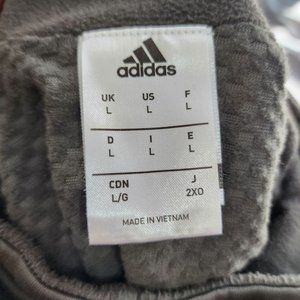 adidas
UK US F
L L L
D I E
L L L
CDN J
L/G 2XO
MADE IN VIETNAM